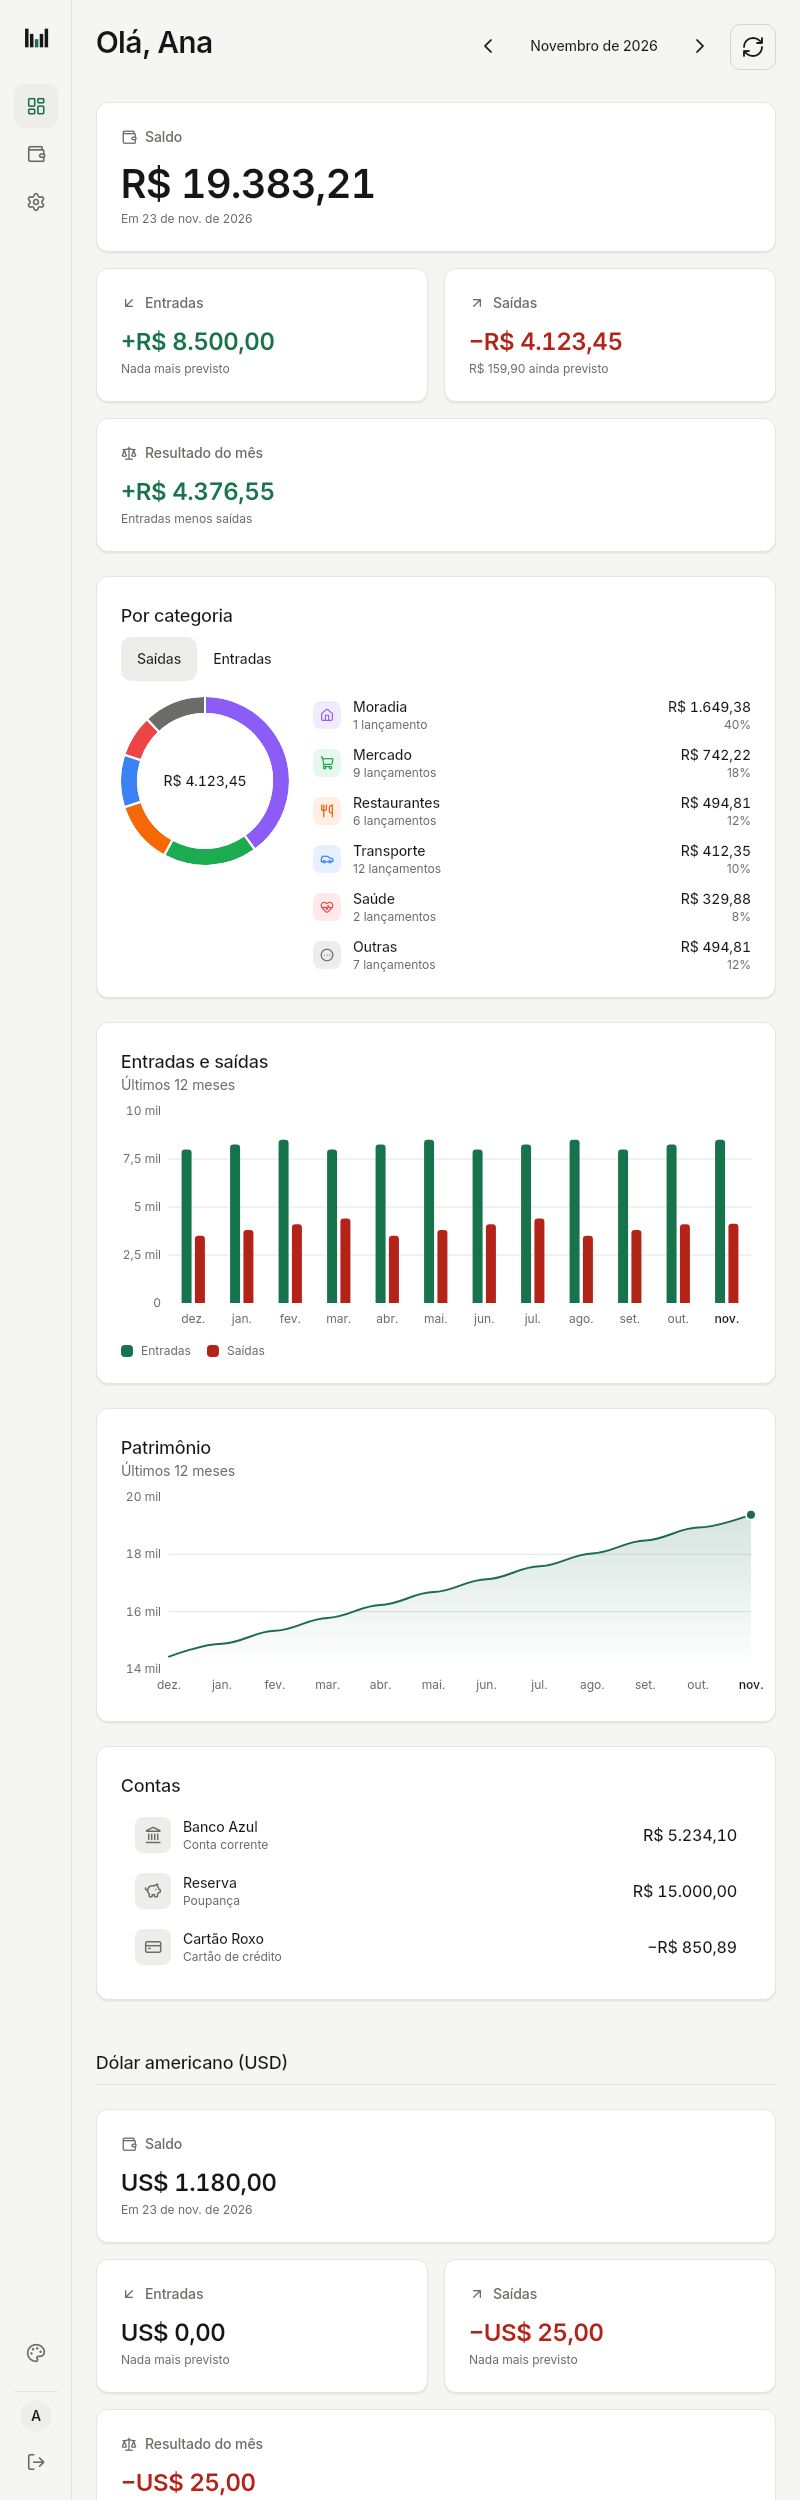 Olá, Ana
Novembro de 2026
Saldo
R$ 19.383,21
Em 23 de nov. de 2026
Entradas
+R$ 8.500,00
Nada mais previsto
Saídas
−R$ 4.123,45
R$ 159,90 ainda previsto
Resultado do mês
+R$ 4.376,55
Entradas menos saídas
Por categoria
Saídas
Entradas
R$ 4.123,45
Moradia
R$ 1.649,38
1 lançamento
40%
Mercado
R$ 742,22
9 lançamentos
18%
Restaurantes
R$ 494,81
6 lançamentos
12%
Transporte
R$ 412,35
12 lançamentos
10%
Saúde
R$ 329,88
2 lançamentos
8%
Outras
R$ 494,81
7 lançamentos
12%
Entradas e saídas
Últimos 12 meses
10 mil
7,5 mil
5 mil
2,5 mil
0
dez. jan. fev. mar. abr. mai. jun. jul. ago. set. out. nov.
Entradas Saídas
Patrimônio
Últimos 12 meses
20 mil
18 mil
16 mil
14 mil
dez. jan. fev. mar. abr. mai. jun. jul. ago. set. out. nov.
Contas
Banco Azul
Conta corrente
R$ 5.234,10
Reserva
Poupança
R$ 15.000,00
Cartão Roxo
Cartão de crédito
−R$ 850,89
Dólar americano (USD)
Saldo
US$ 1.180,00
Em 23 de nov. de 2026
Entradas
US$ 0,00
Nada mais previsto
Saídas
−US$ 25,00
Nada mais previsto
A
Resultado do mês
−US$ 25,00